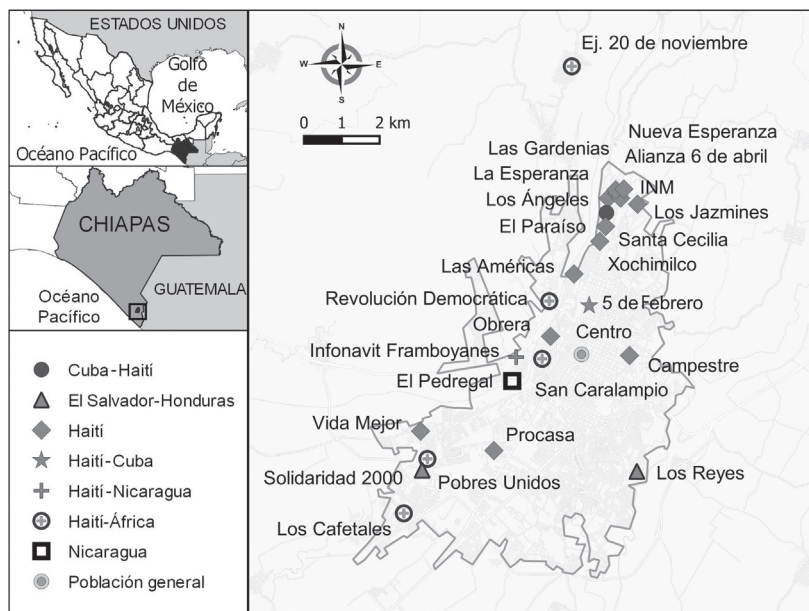 ESTADOS UNIDOS
Golfo
de
México
Océano Pacífico
CHIAPAS
GUATEMALA
Océano
Pacífico
Cuba-Haití
El Salvador-Honduras
Haití
Haití-Cuba
Haití-Nicaragua
Haití-África
Nicaragua
Población general
N
W
E
S
0 1 2 km
Ej. 20 de noviembre
Las Gardenias
Nueva Esperanza
Alianza 6 de abril
La Esperanza
INM
Los Ángeles
Los Jazmines
El Paraíso
Santa Cecilia
Xochimilco
Las Américas
Revolución Democrática
5 de Febrero
Obrera
Centro
Infonavit Framboyanes
Campestre
El Pedregal
San Caralampio
Vida Mejor
Procasa
Solidaridad 2000
Pobres Unidos
Los Reyes
Los Cafetales